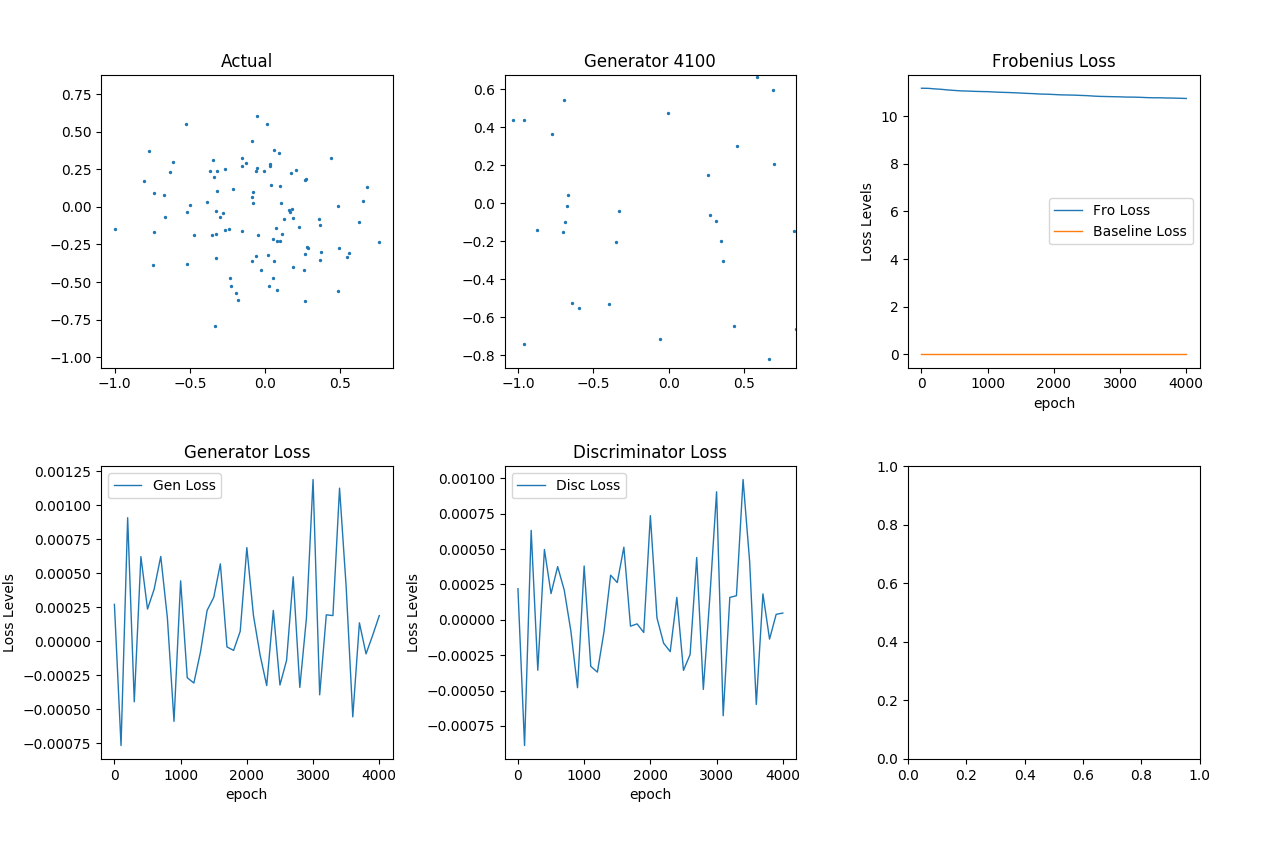 Actual
0.75
0.50
0.25
0.00
−0.25
−0.50
−0.75
−1.00
−1.0 −0.5 0.0 0.5
Generator 4100
0.6
0.4
0.2
0.0
−0.2
−0.4
−0.6
−0.8
−1.0 −0.5 0.0 0.5
Frobenius Loss
Loss Levels
10
8
6
4
2
0
Fro Loss
Baseline Loss
0 1000 2000 3000 4000
epoch
Generator Loss
Loss Levels
0.00125
0.00100
0.00075
0.00050
0.00025
0.00000
−0.00025
−0.00050
−0.00075
Gen Loss
0 1000 2000 3000 4000
epoch
Discriminator Loss
Loss Levels
0.00100
0.00075
0.00050
0.00025
0.00000
−0.00025
−0.00050
−0.00075
Disc Loss
0 1000 2000 3000 4000
epoch
1.0
0.8
0.6
0.4
0.2
0.0
0.0 0.2 0.4 0.6 0.8 1.0